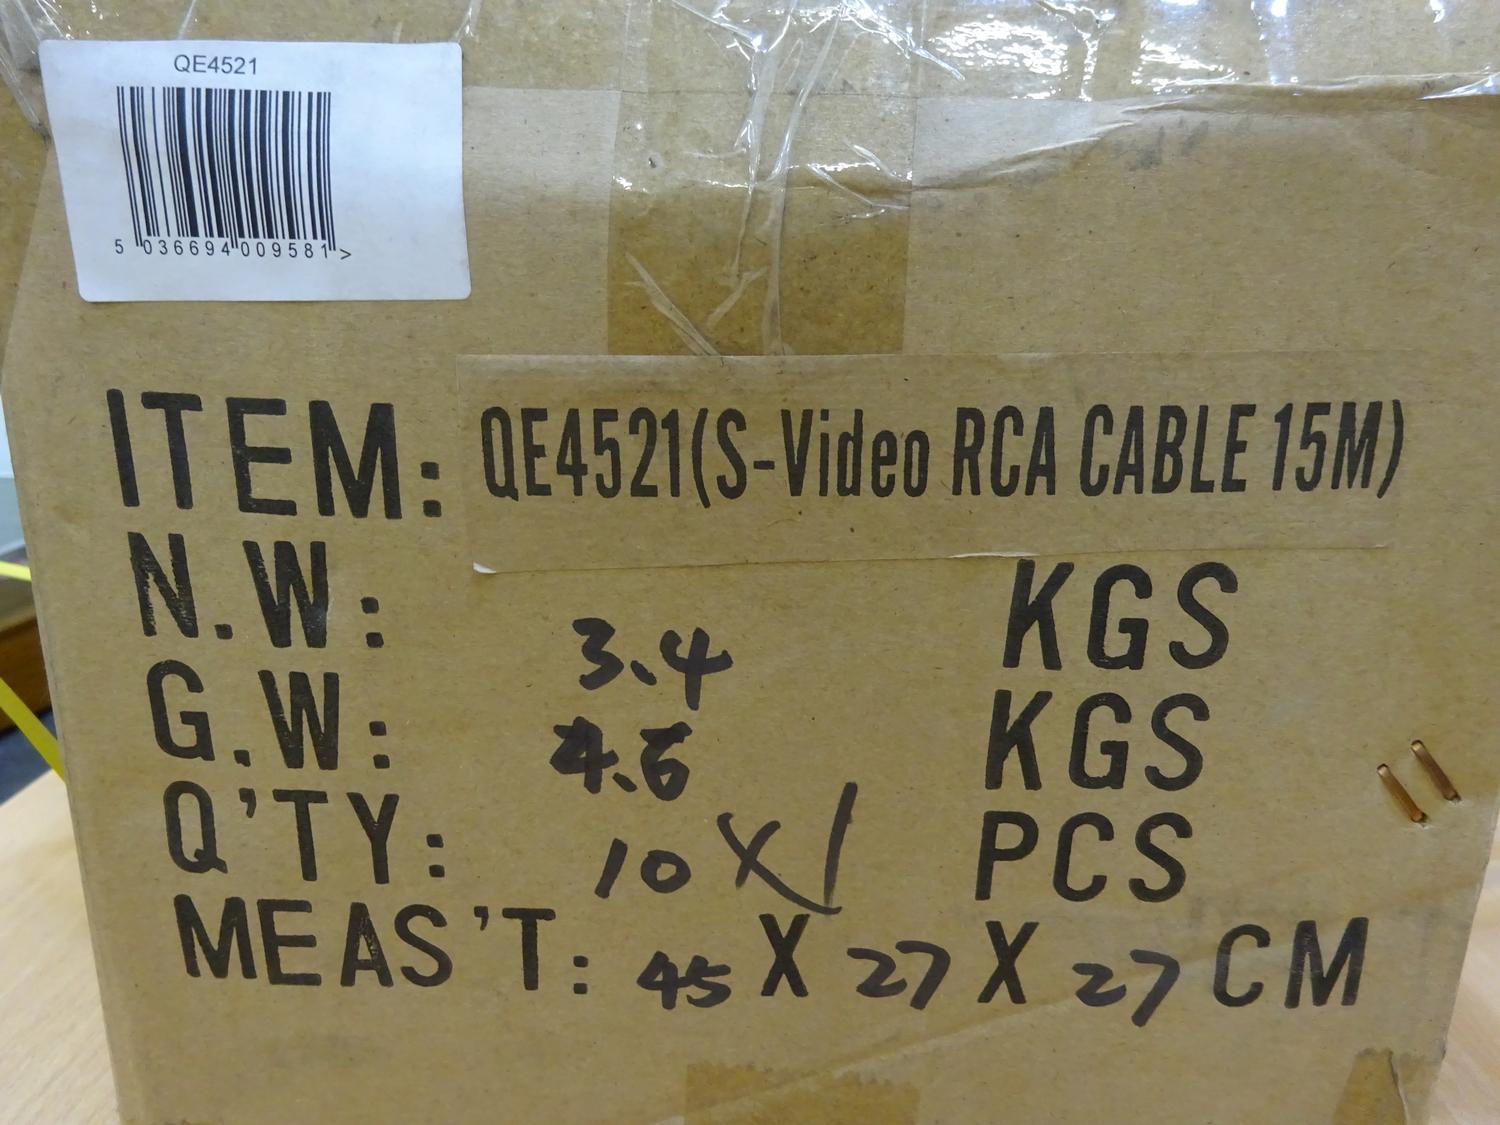 QE4521
5 036694 009581 >
ITEM: QE4521(S-Video RCA CABLE 15M)
N.W: 3.4 KGS
G.W: 4.6 KGS
Q'TY: 10 X 1 PCS
MEAS'T: 45 X 27 X 27 CM